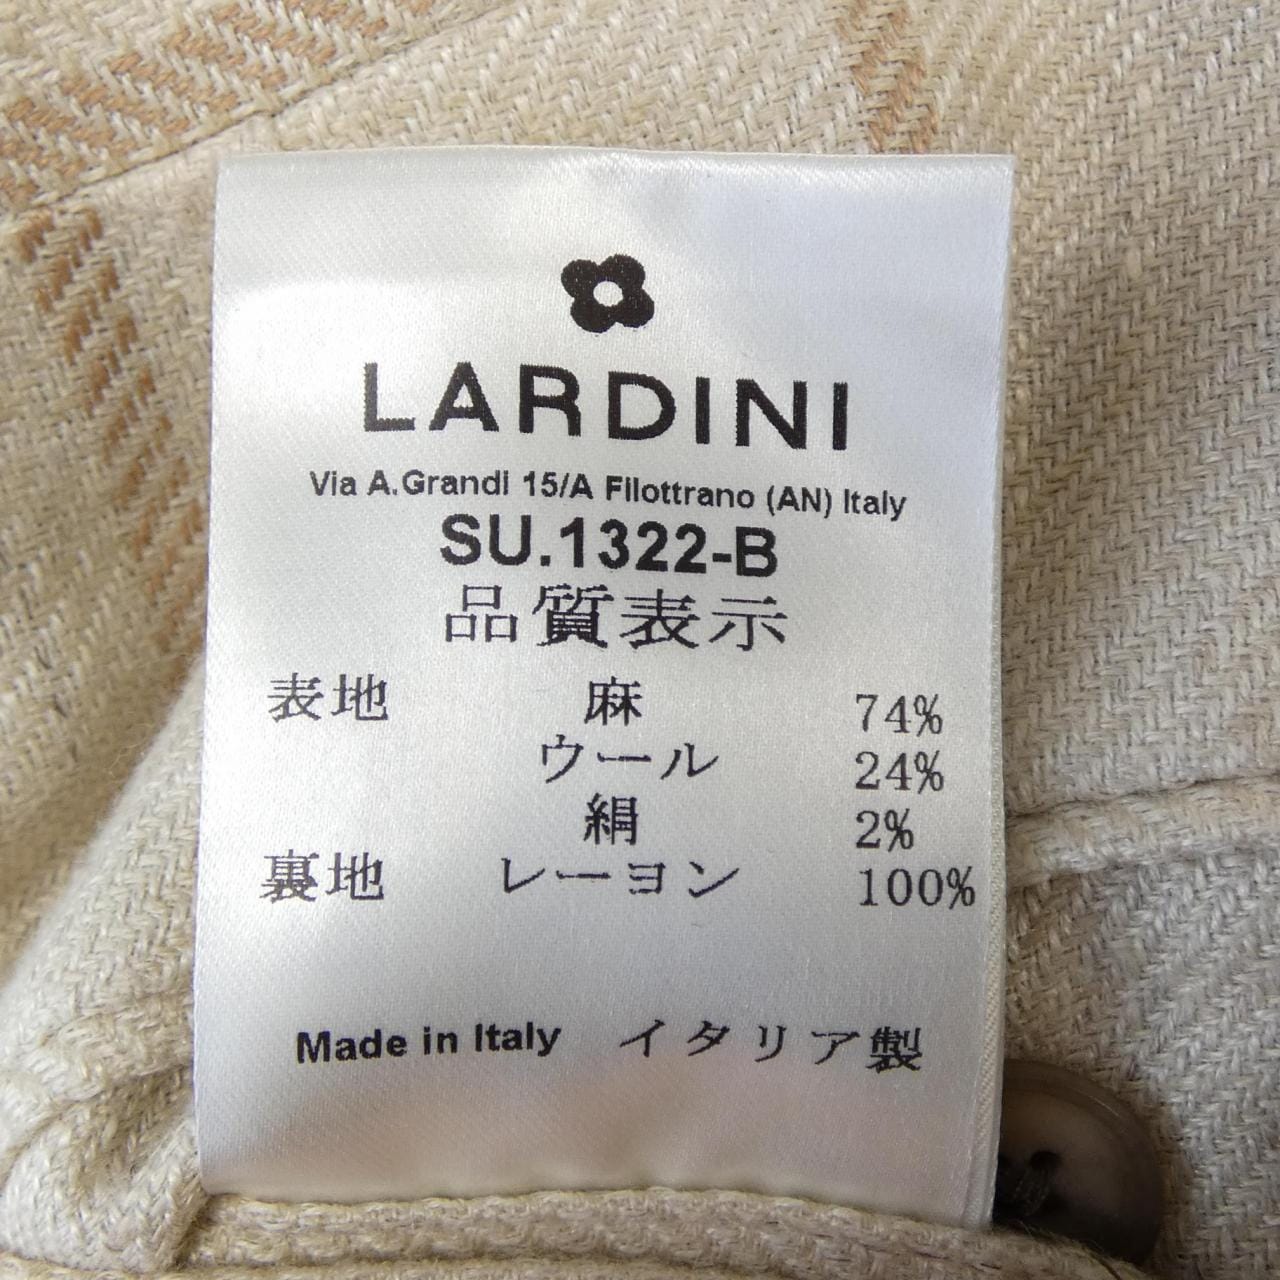 LARDINI
Via A.Grandi 15/A Filottrano (AN) Italy
SU.1322-B
品質表示
表地 麻 74%
ウール 24%
絹 2%
裏地 レーヨン 100%
Made in Italy イタリア製